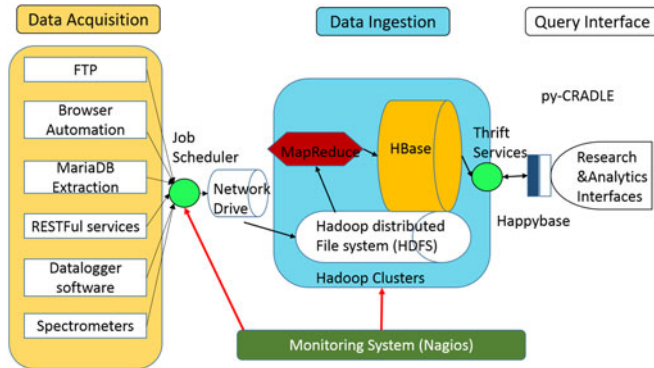 Data Acquisition
Data Ingestion
Query Interface
FTP
Browser
Automation
MariaDB
Extraction
RESTFul services
Datalogger
software
Spectrometers
Job
Scheduler
Network
Drive
MapReduce
HBase
Hadoop distributed
File system (HDFS)
Hadoop Clusters
Thrift
Services
py-CRADLE
Happybase
Research
&Analytics
Interfaces
Monitoring System (Nagios)